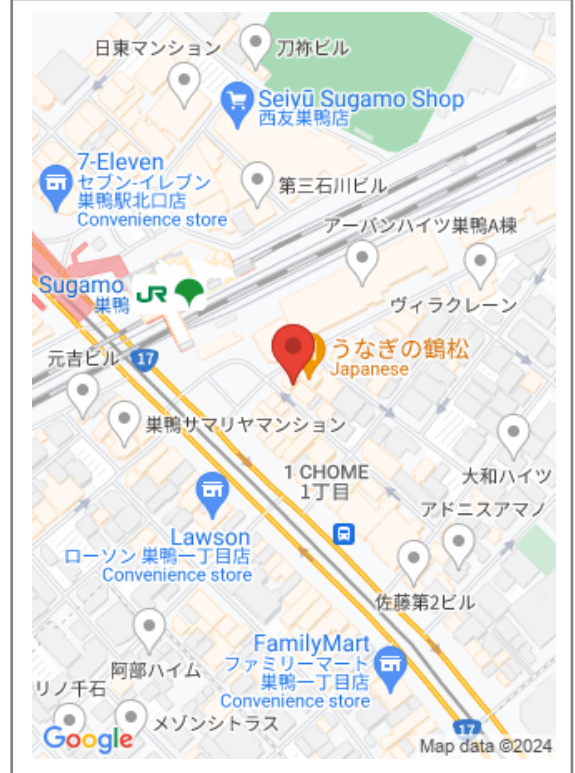 日東マンション
刀祢ビル
Seiyū Sugamo Shop
西友巣鴨店
7-Eleven
セブン-イレブン
巣鴨駅北口店
Convenience store
第三石川ビル
アーバンハイツ巣鴨A棟
Sugamo
巣鴨
JR
ヴィラクレーン
元吉ビル
17
うなぎの鶴松
Japanese
巣鴨サマリヤマンション
1 CHOME
1丁目
大和ハイツ
アドニスアマノ
Lawson
ローソン 巣鴨一丁目店
Convenience store
佐藤第2ビル
FamilyMart
ファミリーマート
巣鴨一丁目店
Convenience store
阿部ハイム
リノ千石
メゾンシトラス
17
Google
Map data ©2024